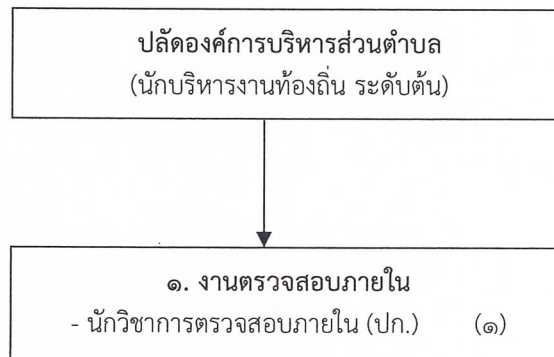 ปลัดองค์การบริหารส่วนตำบล
(นักบริหารงานท้องถิ่น ระดับต้น)
๑. งานตรวจสอบภายใน
- นักวิชาการตรวจสอบภายใน (ปก.) (๑)